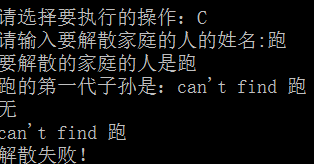 请选择要执行的操作：C
请输入要解散家庭的人的姓名:跑
要解散的家庭的人是跑
跑的第一代子孙是：can't find 跑
无
can't find 跑
解散失败!